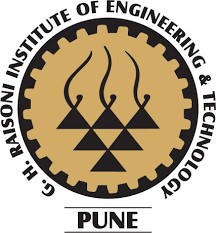 G. H. RAISONI INSTITUTE OF ENGINEERING & TECHNOLOGY
PUNE